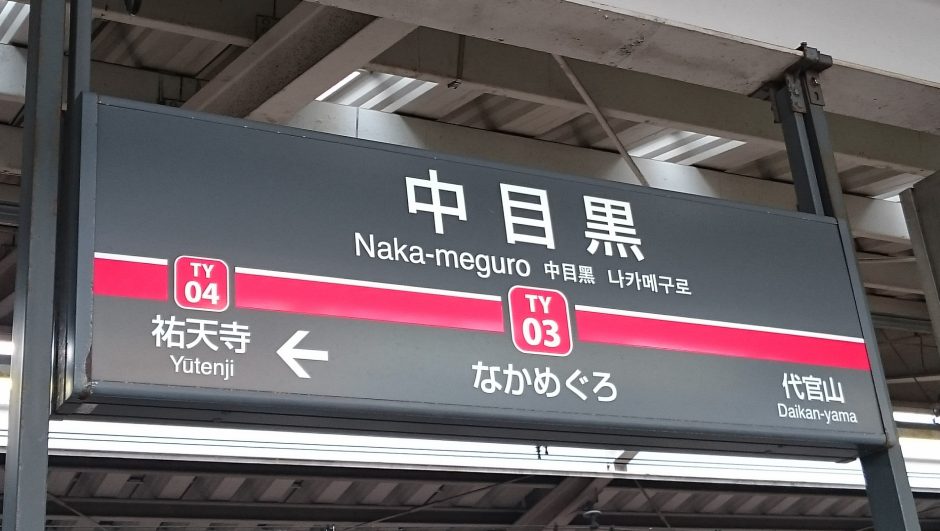 中目黒
Naka-meguro 中目黑 나카메구로
TY
04
TY
03
祐天寺
Yūtenji
←
なかめぐろ
代官山
Daikan-yama